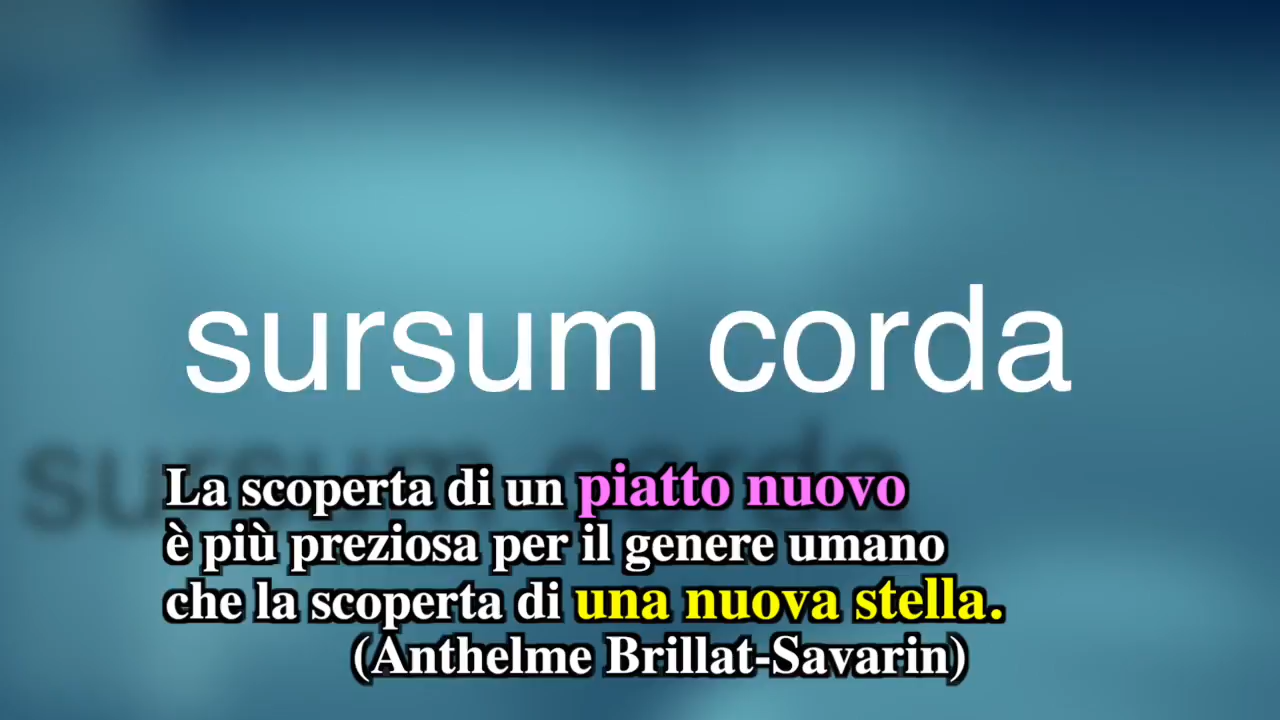 sursum corda
La scoperta di un piatto nuovo
è più preziosa per il genere umano
che la scoperta di una nuova stella.
(Anthelme Brillat-Savarin)